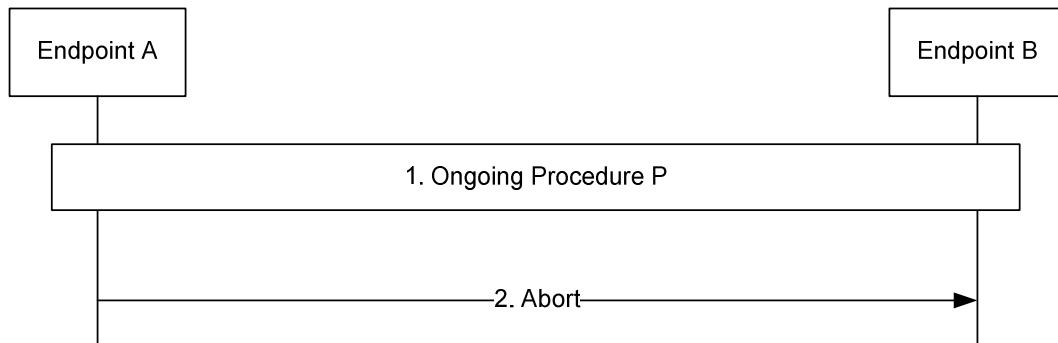 Endpoint A
Endpoint B
1. Ongoing Procedure P
2. Abort